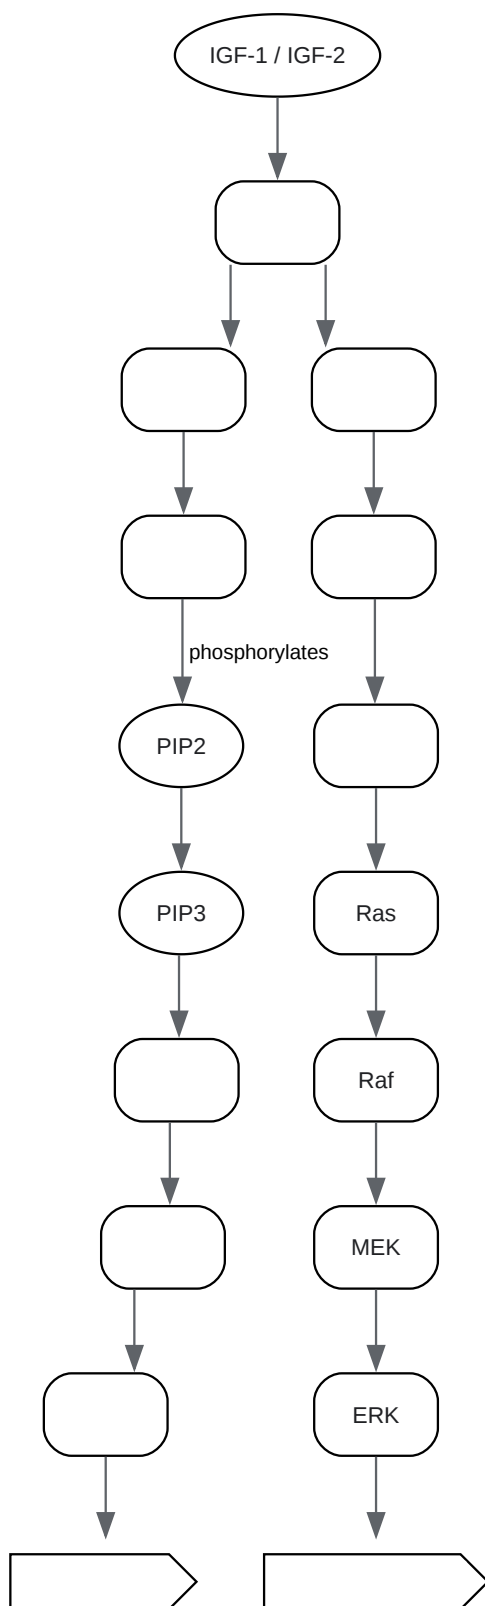 IGF-1 / IGF-2
phosphorylates
PIP2
PIP3
Ras
Raf
MEK
ERK